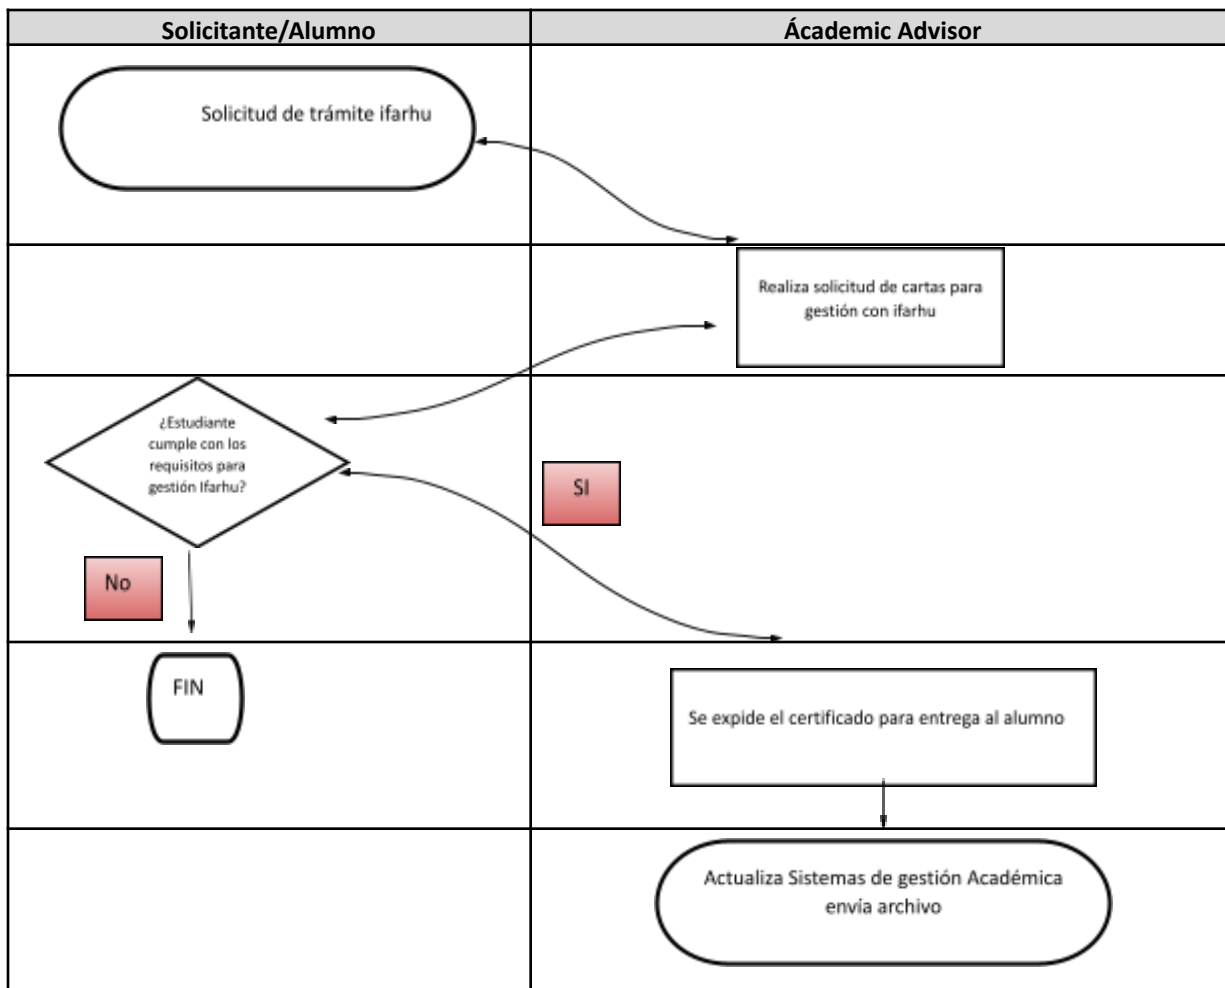 Solicitante/Alumno
Ácademic Advisor
Solicitud de trámite ifarhu
Realiza solicitud de cartas para
gestión con ifarhu
¿Estudiante
cumple con los
requisitos para
gestión Ifarhu?
SI
No
FIN
Se expide el certificado para entrega al alumno
Actualiza Sistemas de gestión Académica
envía archivo